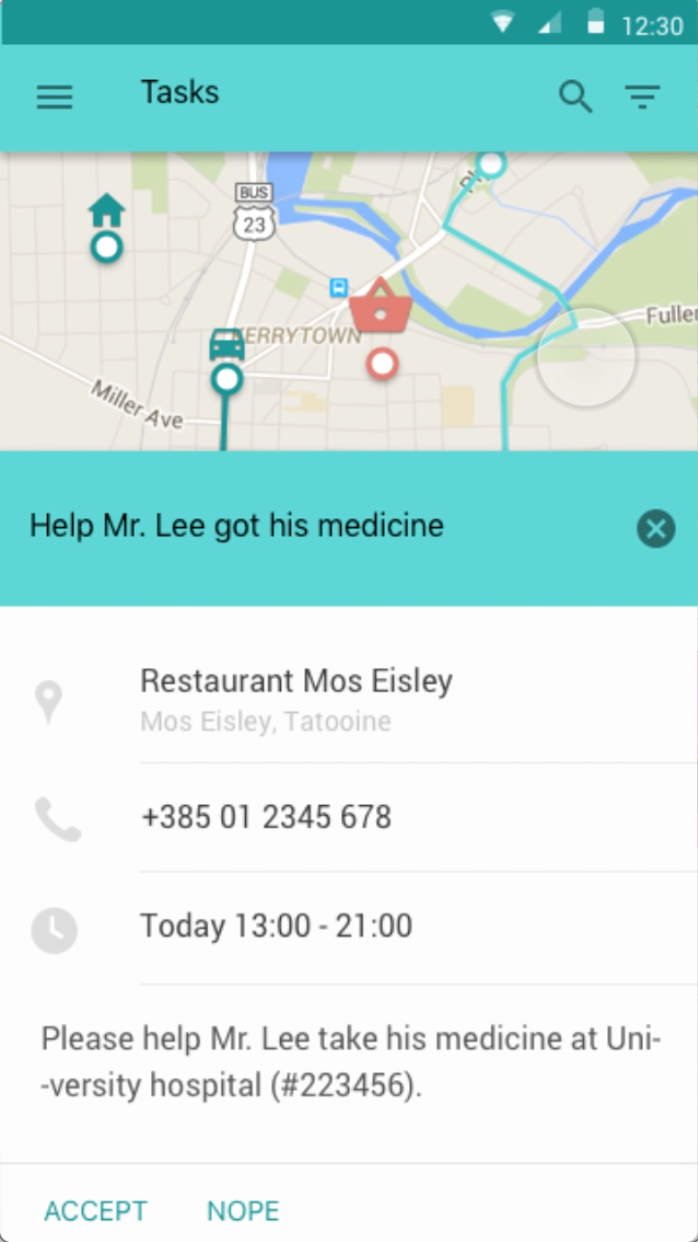 12:30
Tasks
BUS
23
KERRYTOWN
Fuller
Miller Ave
Help Mr. Lee got his medicine
Restaurant Mos Eisley
Mos Eisley, Tatooine
+385 01 2345 678
Today 13:00 - 21:00
Please help Mr. Lee take his medicine at Uni-
-versity hospital (#223456).
ACCEPT
NOPE